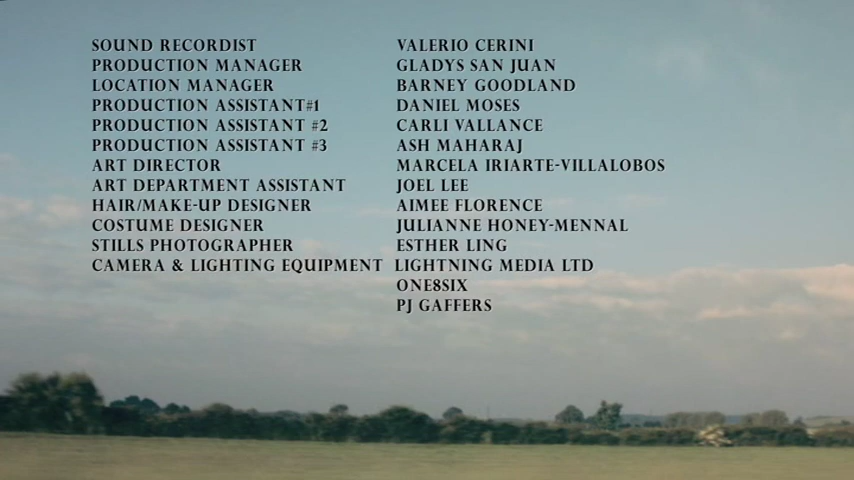 SOUND RECORDIST VALERIO CERINI
PRODUCTION MANAGER GLADYS SAN JUAN
LOCATION MANAGER BARNEY GOODLAND
PRODUCTION ASSISTANT#1 DANIEL MOSES
PRODUCTION ASSISTANT #2 CARLI VALLANCE
PRODUCTION ASSISTANT #3 ASH MAHARAJ
ART DIRECTOR MARCELA IRIARTE-VILLALOBOS
ART DEPARTMENT ASSISTANT JOEL LEE
HAIR/MAKE-UP DESIGNER AIMEE FLORENCE
COSTUME DESIGNER JULIANNE HONEY-MENNAL
STILLS PHOTOGRAPHER ESTHER LING
CAMERA & LIGHTING EQUIPMENT LIGHTNING MEDIA LTD
ONE8SIX
PJ GAFFERS